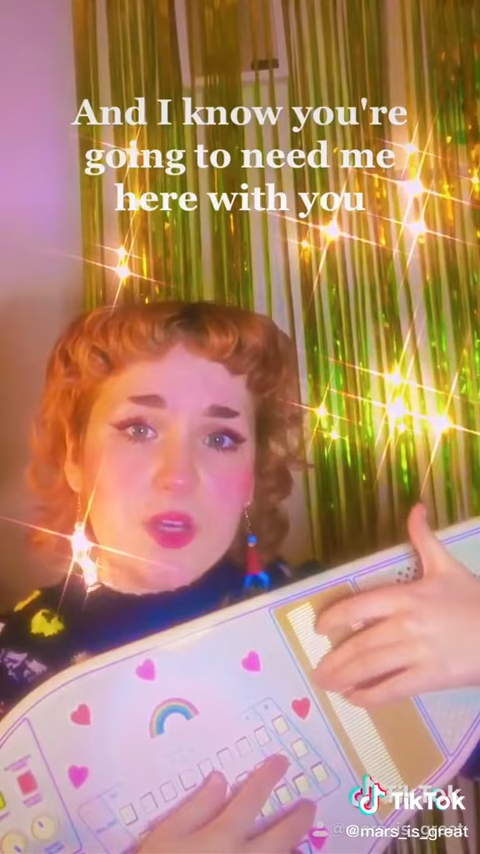 And I know you're
going to need me
here with you
TikTok
@mars_is_great